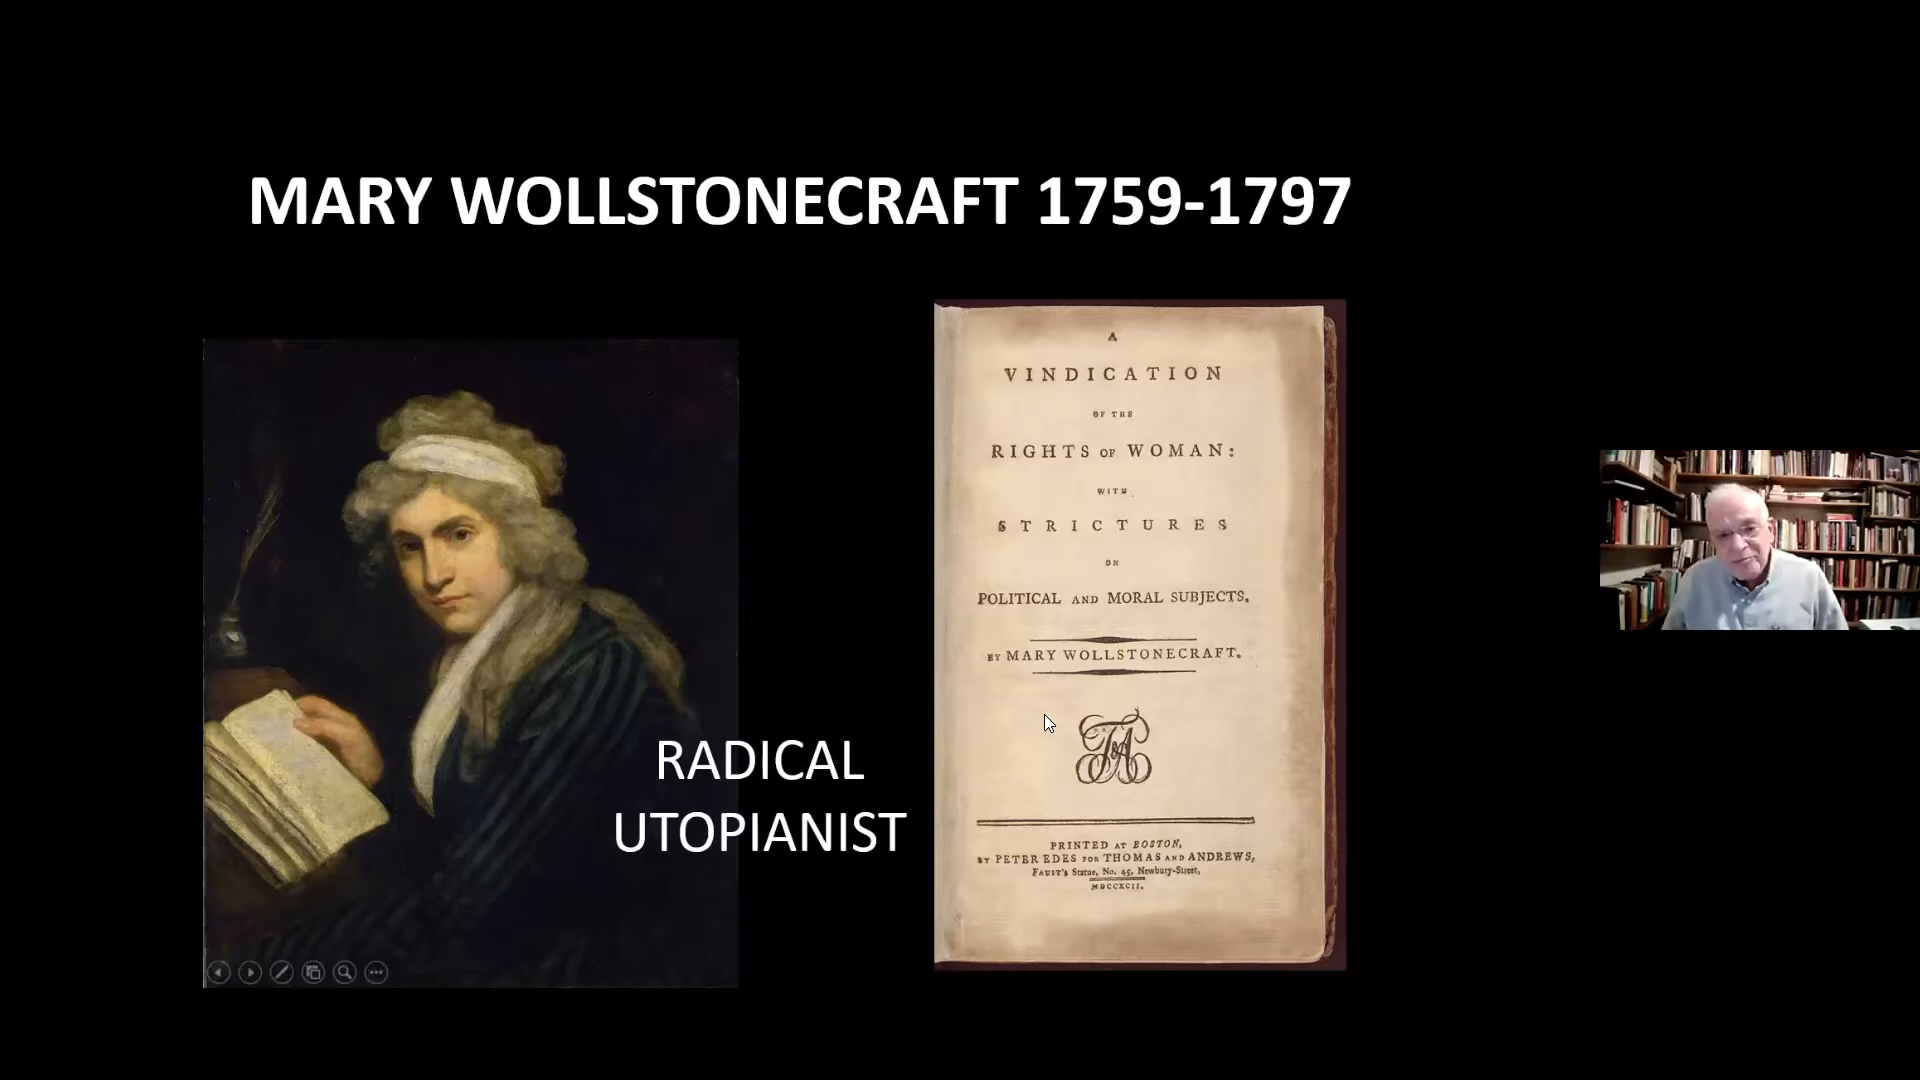 MARY WOLLSTONECRAFT 1759-1797
RADICAL
UTOPIANIST
A
VINDICATION
OF THE
RIGHTS OF WOMAN:
WITH
STRICTURES
ON
POLITICAL AND MORAL SUBJECTS.
BY MARY WOLLSTONECRAFT.
PRINTED AT BOSTON,
BY PETER EDES FOR THOMAS AND ANDREWS,
FAUST's Statue, No. 45, Newbury-Street,
MDCCXCII.